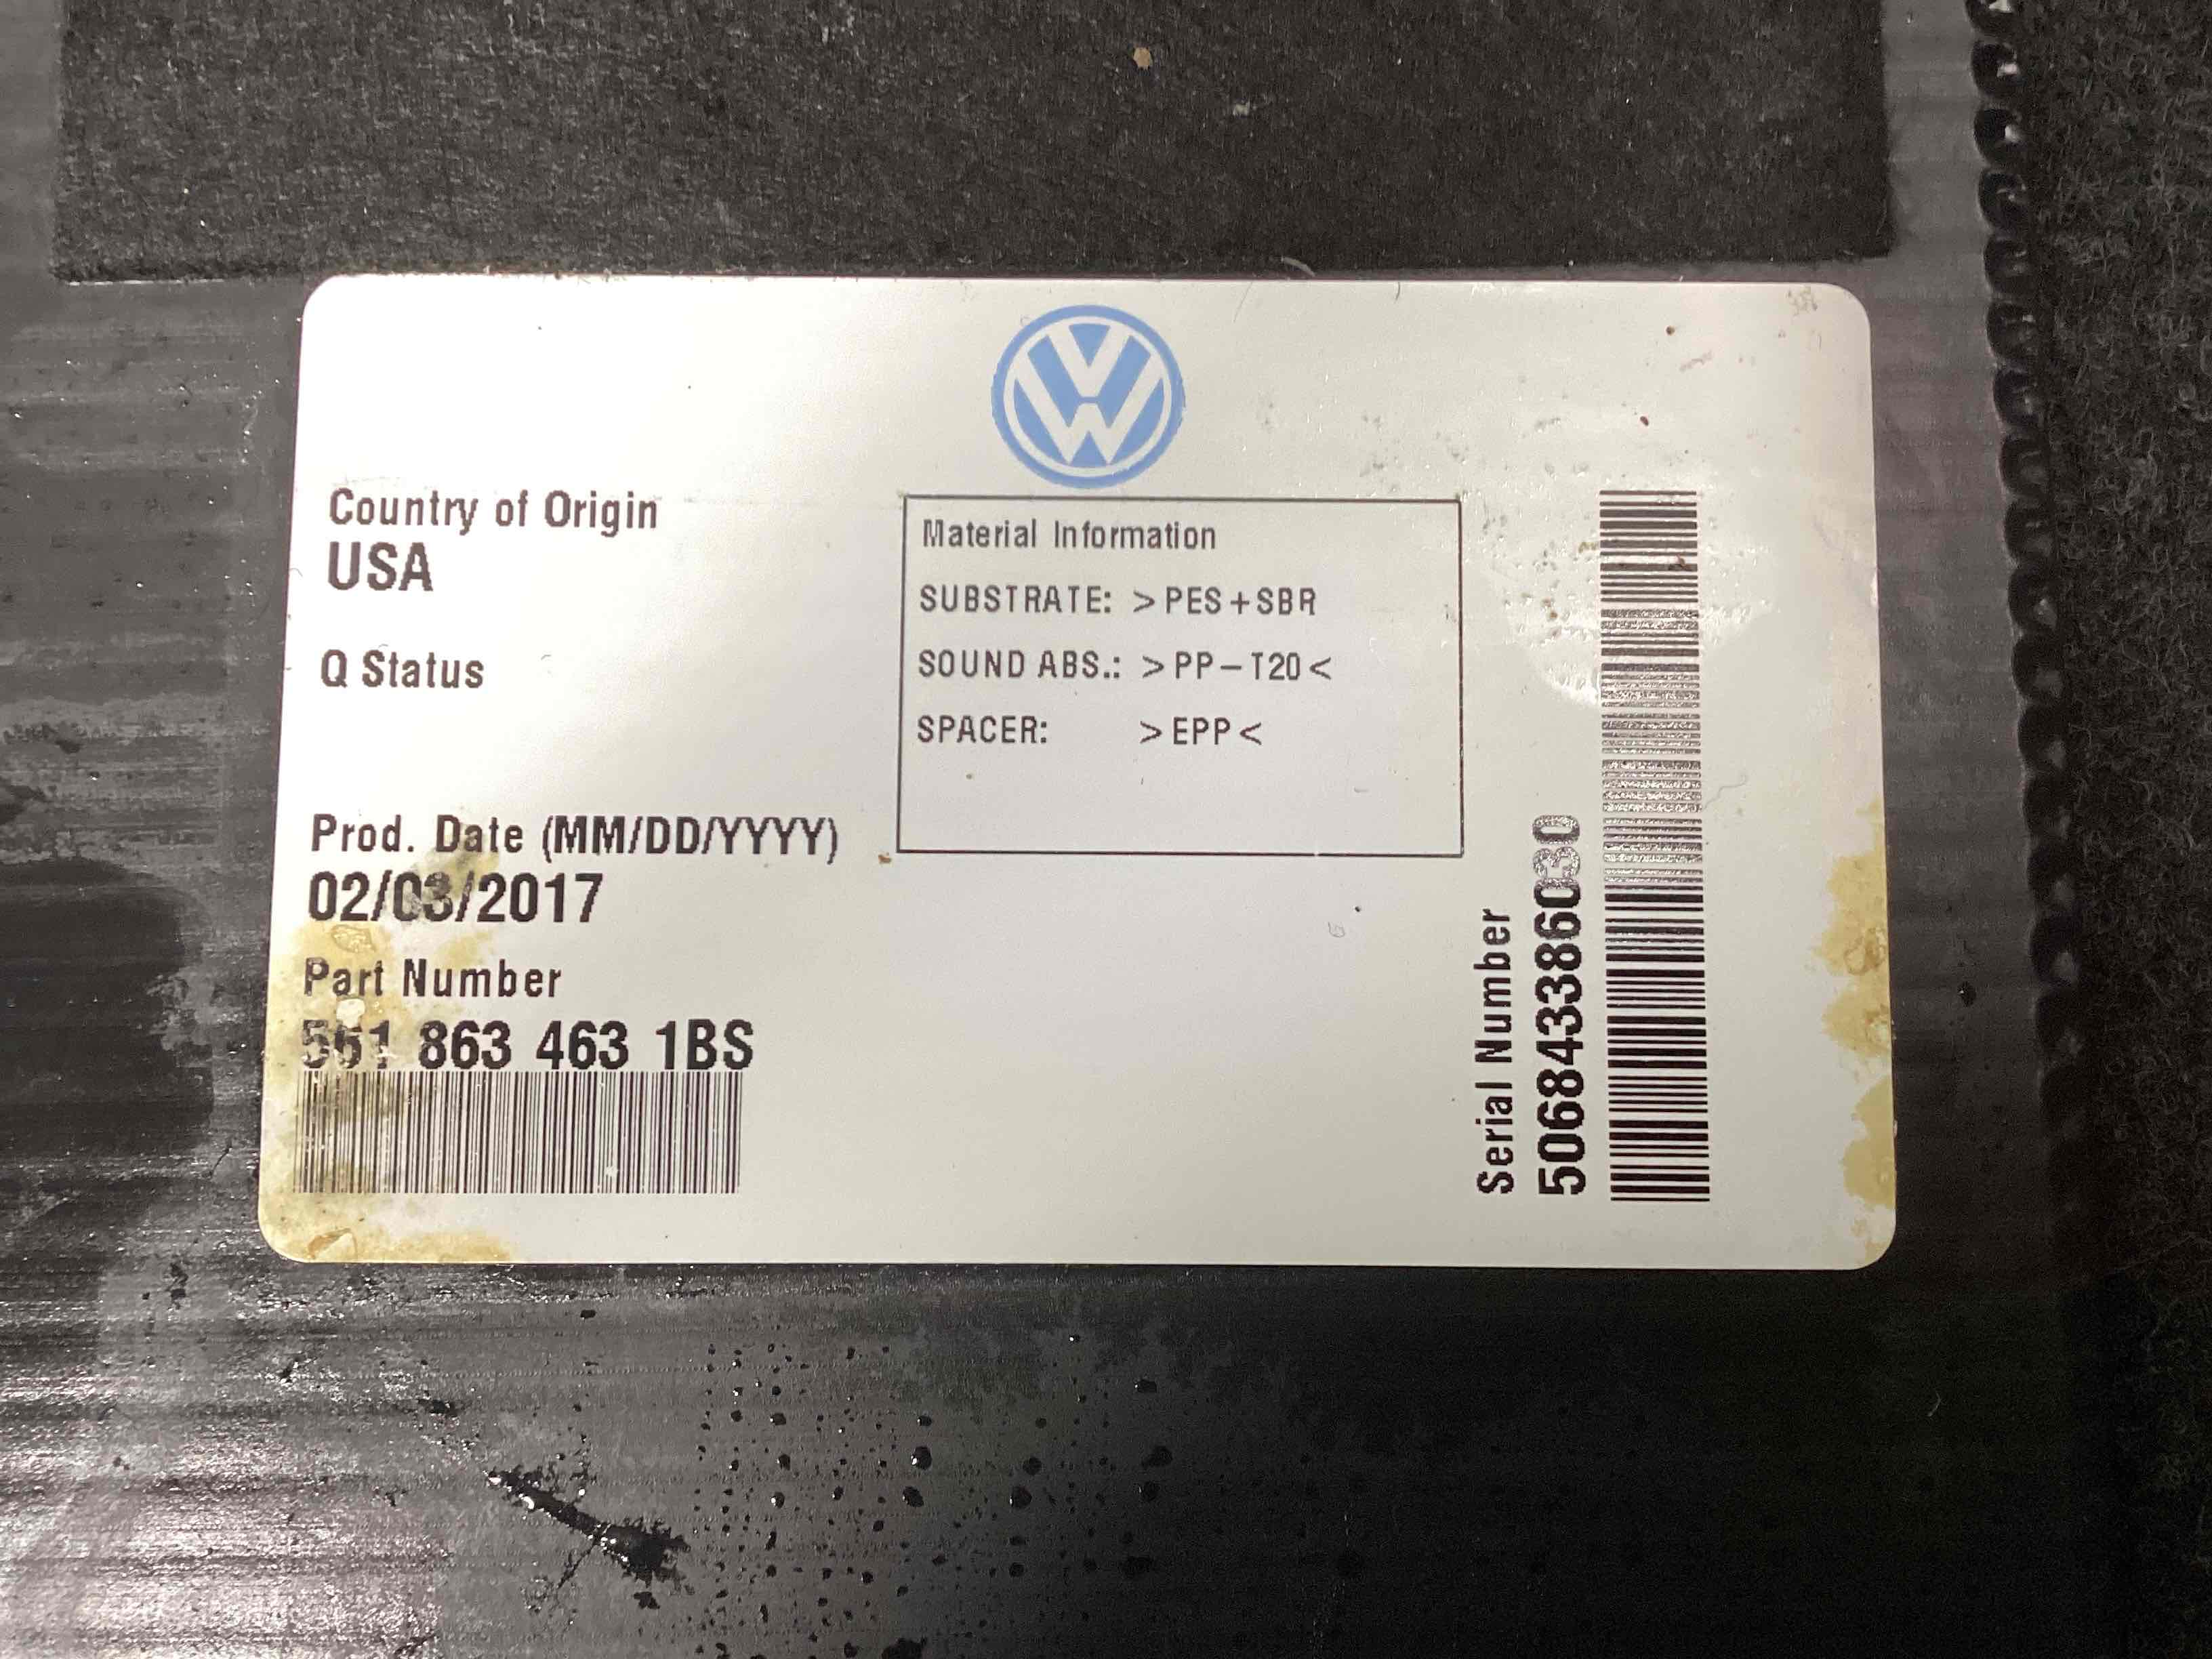 Country of Origin
USA
Q Status
Prod. Date (MM/DD/YYYY)
02/03/2017
Part Number
561 863 463 1BS
Material Information
SUBSTRATE: >PES+SBR
SOUND ABS.: >PP-T20<
SPACER: >EPP<
Serial Number
506843386030